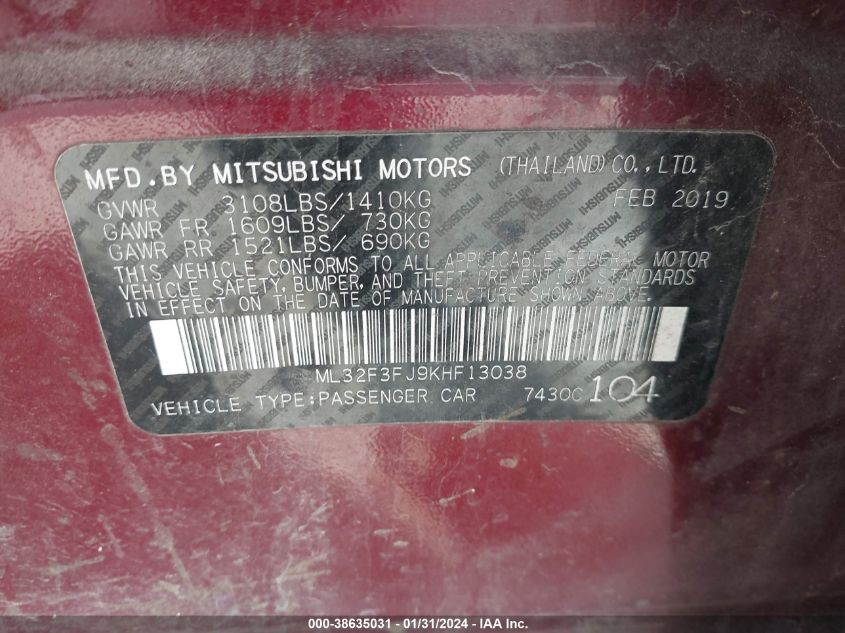 MFD.BY MITSUBISHI MOTORS (THAILAND) CO.,LTD.
GVWR 3108LBS/1410KG FEB 2019
GAWR FR 1609LBS/ 730KG
GAWR RR 1521LBS/ 690KG
THIS VEHICLE CONFORMS TO ALL APPLICABLE FEDERAL MOTOR
VEHICLE SAFETY, BUMPER, AND THEFT PREVENTION STANDARDS
IN EFFECT ON THE DATE OF MANUFACTURE SHOWN ABOVE.
ML32F3FJ9KHF13038
VEHICLE TYPE:PASSENGER CAR 7430C 104
000-38635031 - 01/31/2024 - IAA Inc.